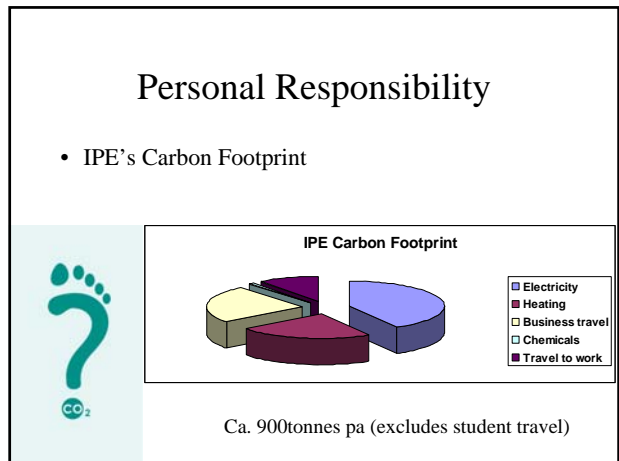 Personal Responsibility
• IPE's Carbon Footprint
IPE Carbon Footprint
Electricity
Heating
Business travel
Chemicals
Travel to work
CO2
Ca. 900tonnes pa (excludes student travel)